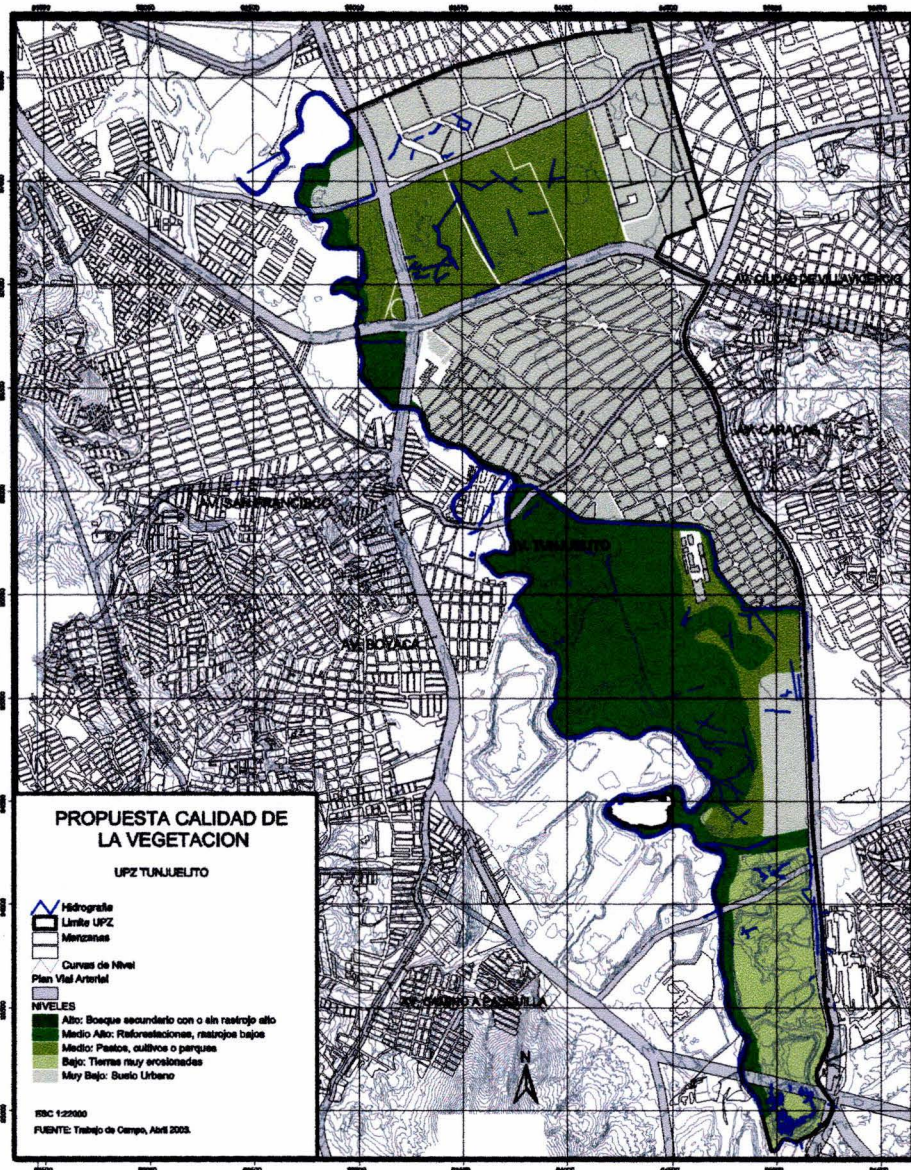 AV. CIUDAD DE VILLAVICENCIO
AV. CARACAS
AV. SAN FRANCISCO
AV. TUNJUELITO
AV. BOYACA
AV. CAMINO A PASQUILLA
PROPUESTA CALIDAD DE
LA VEGETACION
UPZ TUNJUELITO
Hidrografia
Limite UPZ
Manzanas
Curvas de Nivel
Plan Vial Arterial
NIVELES
Alto: Bosque secundario con o sin rastrojo alto
Medio Alto: Reforestaciones, rastrojos bajos
Medio: Pastos, cultivos o parques
Bajo: Tierras muy erosionadas
Muy Bajo: Suelo Urbano
N
ESC 1:22000
FUENTE: Trabajo de Campo, Abril 2003.